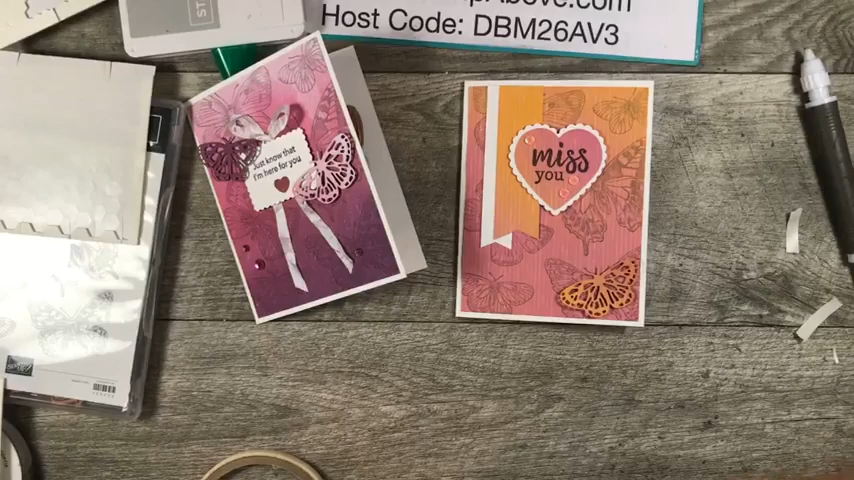 Host Code: DBM26AV3
Just know that
I'm here for you
miss
you